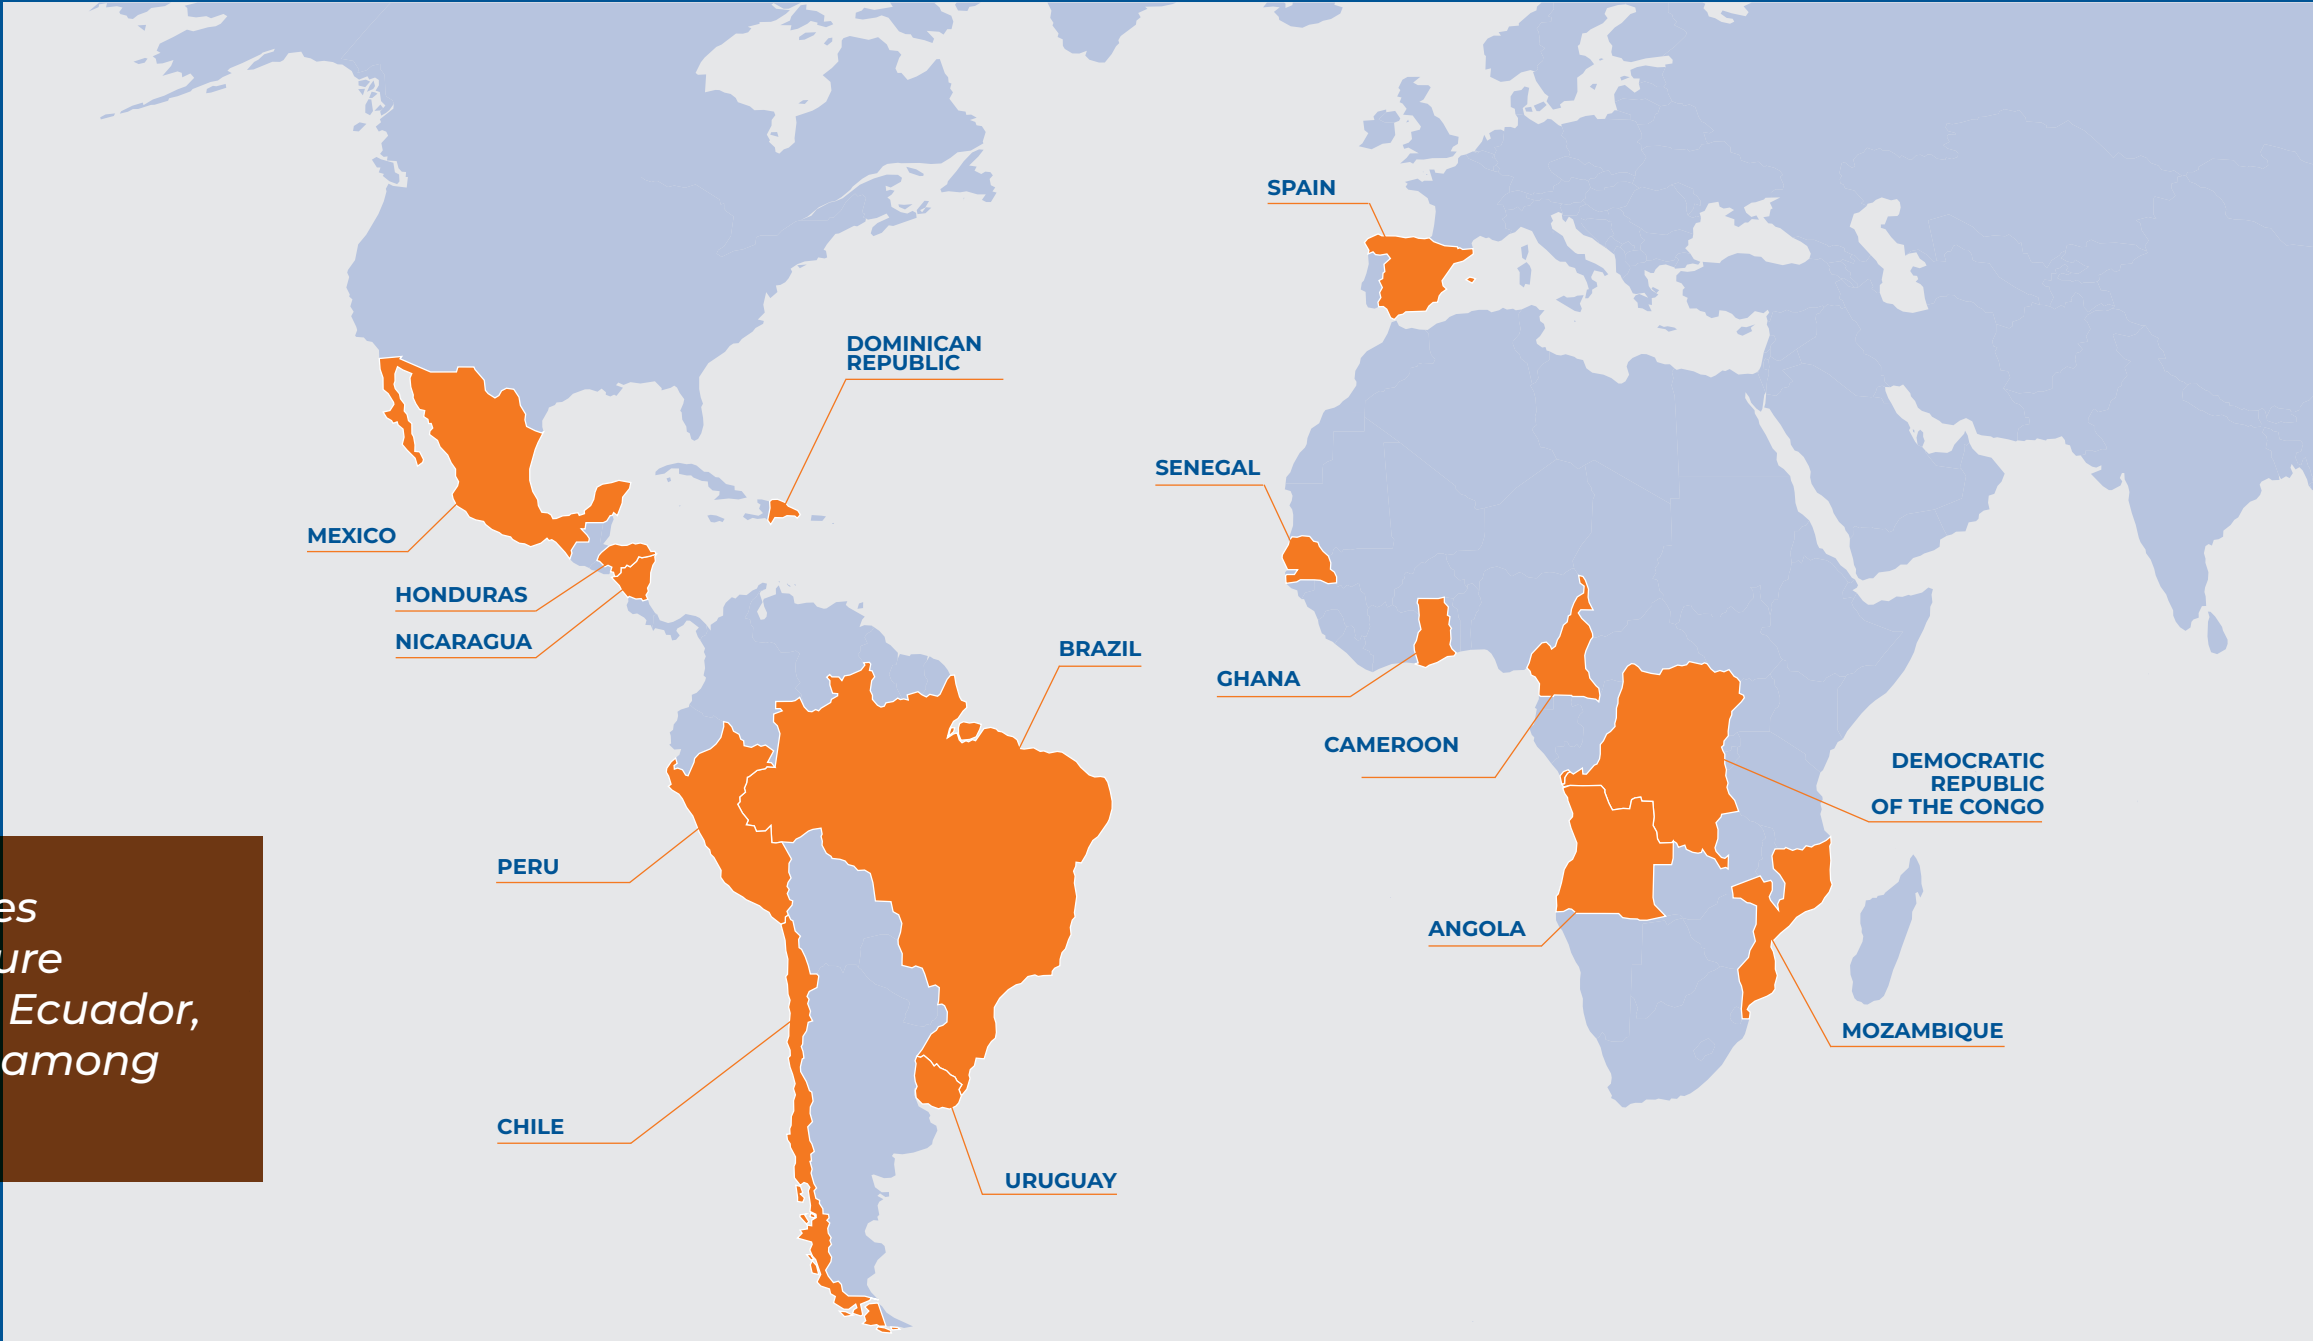 SPAIN
DOMINICAN
REPUBLIC
SENEGAL
MEXICO
HONDURAS
NICARAGUA
BRAZIL
GHANA
CAMEROON
DEMOCRATIC
REPUBLIC
OF THE CONGO
PERU
ANGOLA
MOZAMBIQUE
CHILE
URUGUAY
es
ure
Ecuador,
among